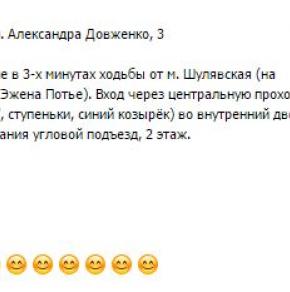 . Александра Довженко, 3
е в 3-х минутах ходьбы от м. Шулявская (на
Эжена Потье). Вход через центральную прохо
, ступеньки, синий козырёк) во внутренний дво
ания угловой подъезд, 2 этаж.
😊😊😊😊😊😊